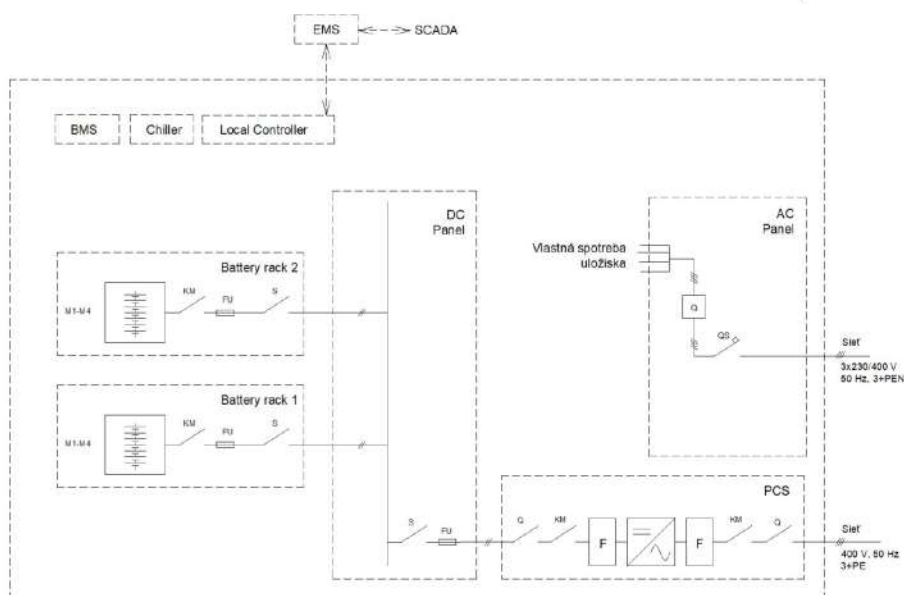 EMS
SCADA
BMS
Chiller
Local Controller
DC
Panel
AC
Panel
Vlastná spotreba
uložiska
Battery rack 2
M1-M4
KM
FU
S
Q
QS
Sieť
3x230/400 V
50 Hz, 3+PEN
Battery rack 1
M1-M4
KM
FU
S
PCS
S
FU
Q
KM
F
F
KM
Q
Sieť
400 V, 50 Hz
3+PE